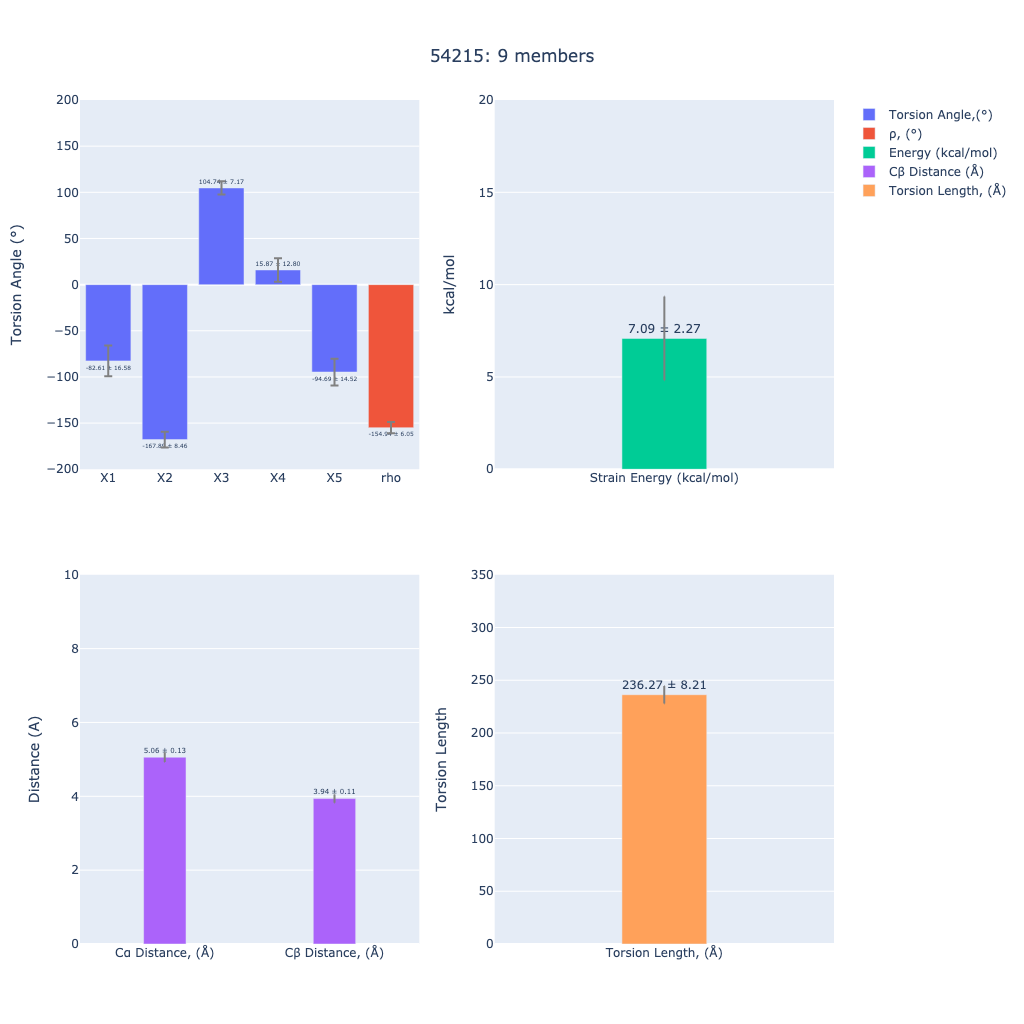 54215: 9 members
Torsion Angle (°)
200
150
100
50
0
−50
−100
−150
−200
104.74 ± 7.17
15.87 ± 12.80
-82.61 ± 16.58
-94.69 ± 14.52
± 8.46
± 6.05
X1 X2 X3 X4 X5 rho
kcal/mol
20
15
10
5
0
7.09 ± 2.27
Strain Energy (kcal/mol)
Torsion Angle,(°)
ρ, (°)
Energy (kcal/mol)
Cβ Distance (Å)
Torsion Length, (Å)
Distance (A)
10
8
6
4
2
0
5.06 ± 0.13
3.94 ± 0.11
Cα Distance, (Å) Cβ Distance, (Å)
Torsion Length
350
300
250
200
150
100
50
0
236.27 ± 8.21
Torsion Length, (Å)